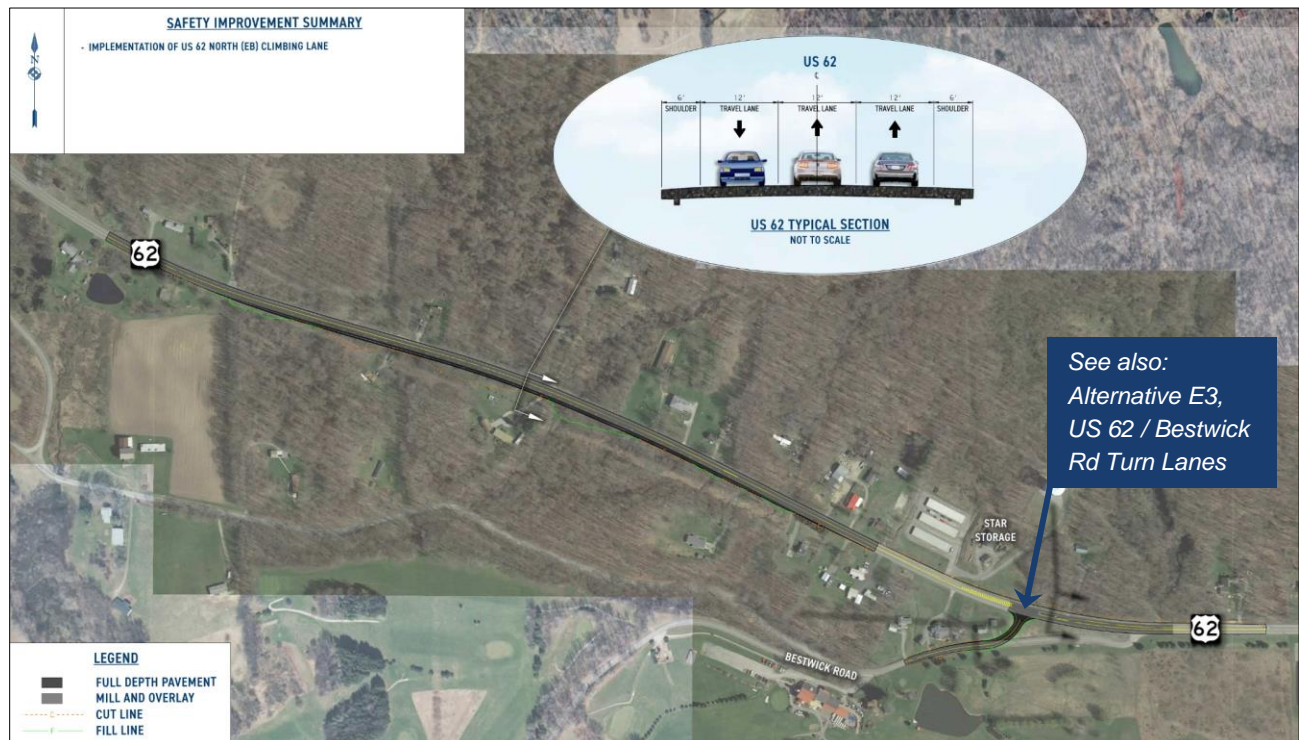 SAFETY IMPROVEMENT SUMMARY
- IMPLEMENTATION OF US 62 NORTH (EB) CLIMBING LANE
N
US 62
℄
6' 12' 12' 12' 6'
SHOULDER TRAVEL LANE TRAVEL LANE TRAVEL LANE SHOULDER
US 62 TYPICAL SECTION
NOT TO SCALE
62
See also:
Alternative E3,
US 62 / Bestwick
Rd Turn Lanes
STAR
STORAGE
62
BESTWICK ROAD
LEGEND
FULL DEPTH PAVEMENT
MILL AND OVERLAY
C CUT LINE
F FILL LINE